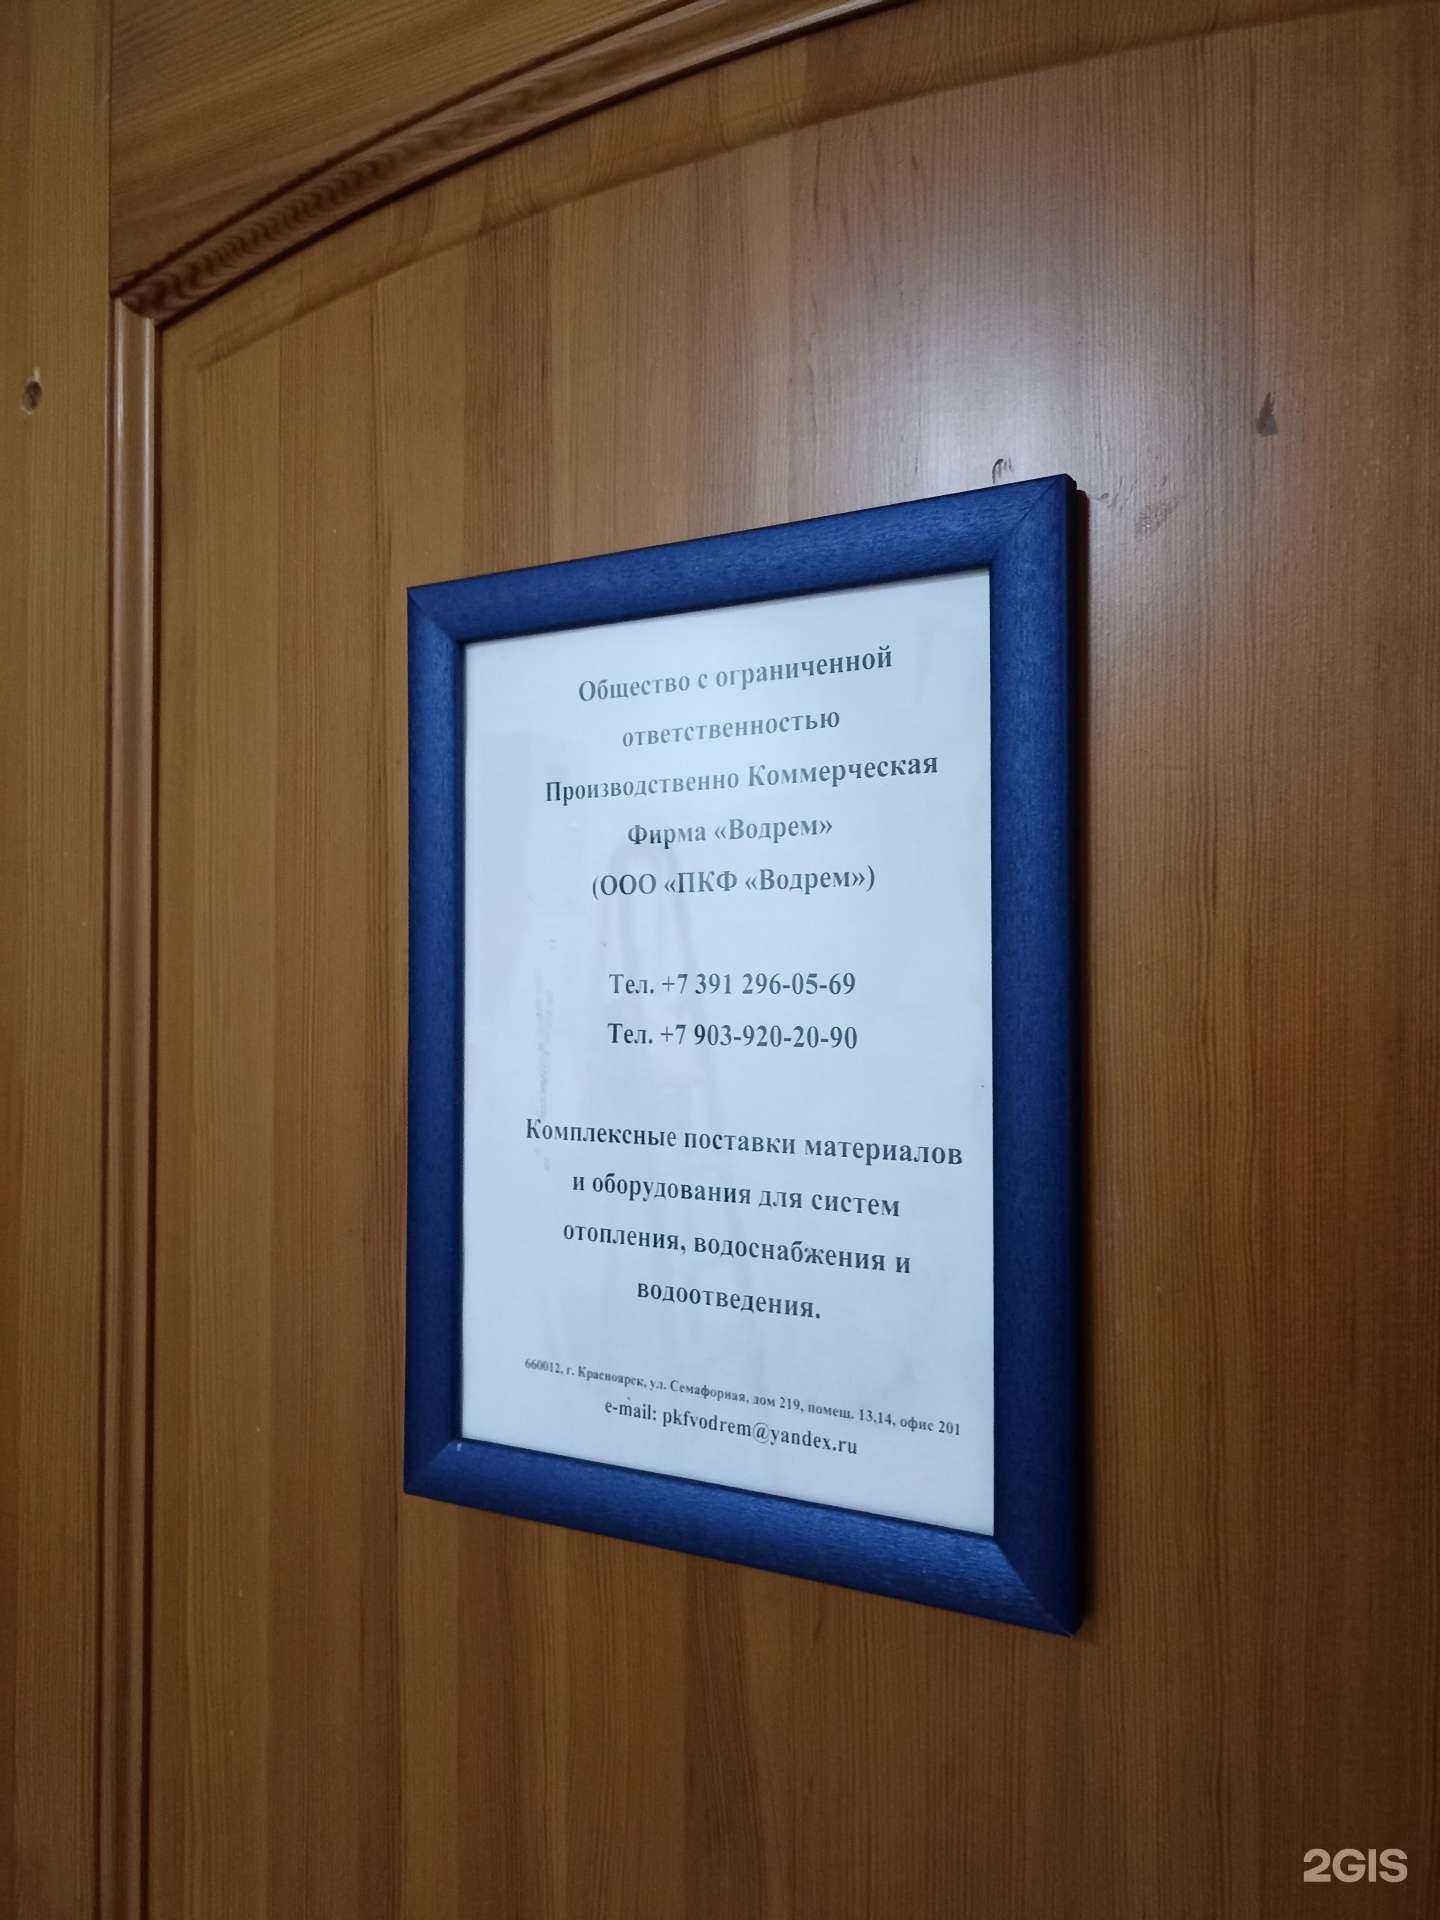 Общество с ограниченной
ответственностью
Производственно Коммерческая
Фирма «Водрем»
(ООО «ПКФ «Водрем»)
Тел. +7 391 296-05-69
Тел. +7 903-920-20-90
Комплексные поставки материалов
и оборудования для систем
отопления, водоснабжения и
водоотведения.
660012, г. Красноярск, ул. Семафорная, дом 219, помещ. 13,14, офис 201
e-mail: pkfvodrem@yandex.ru
2GIS